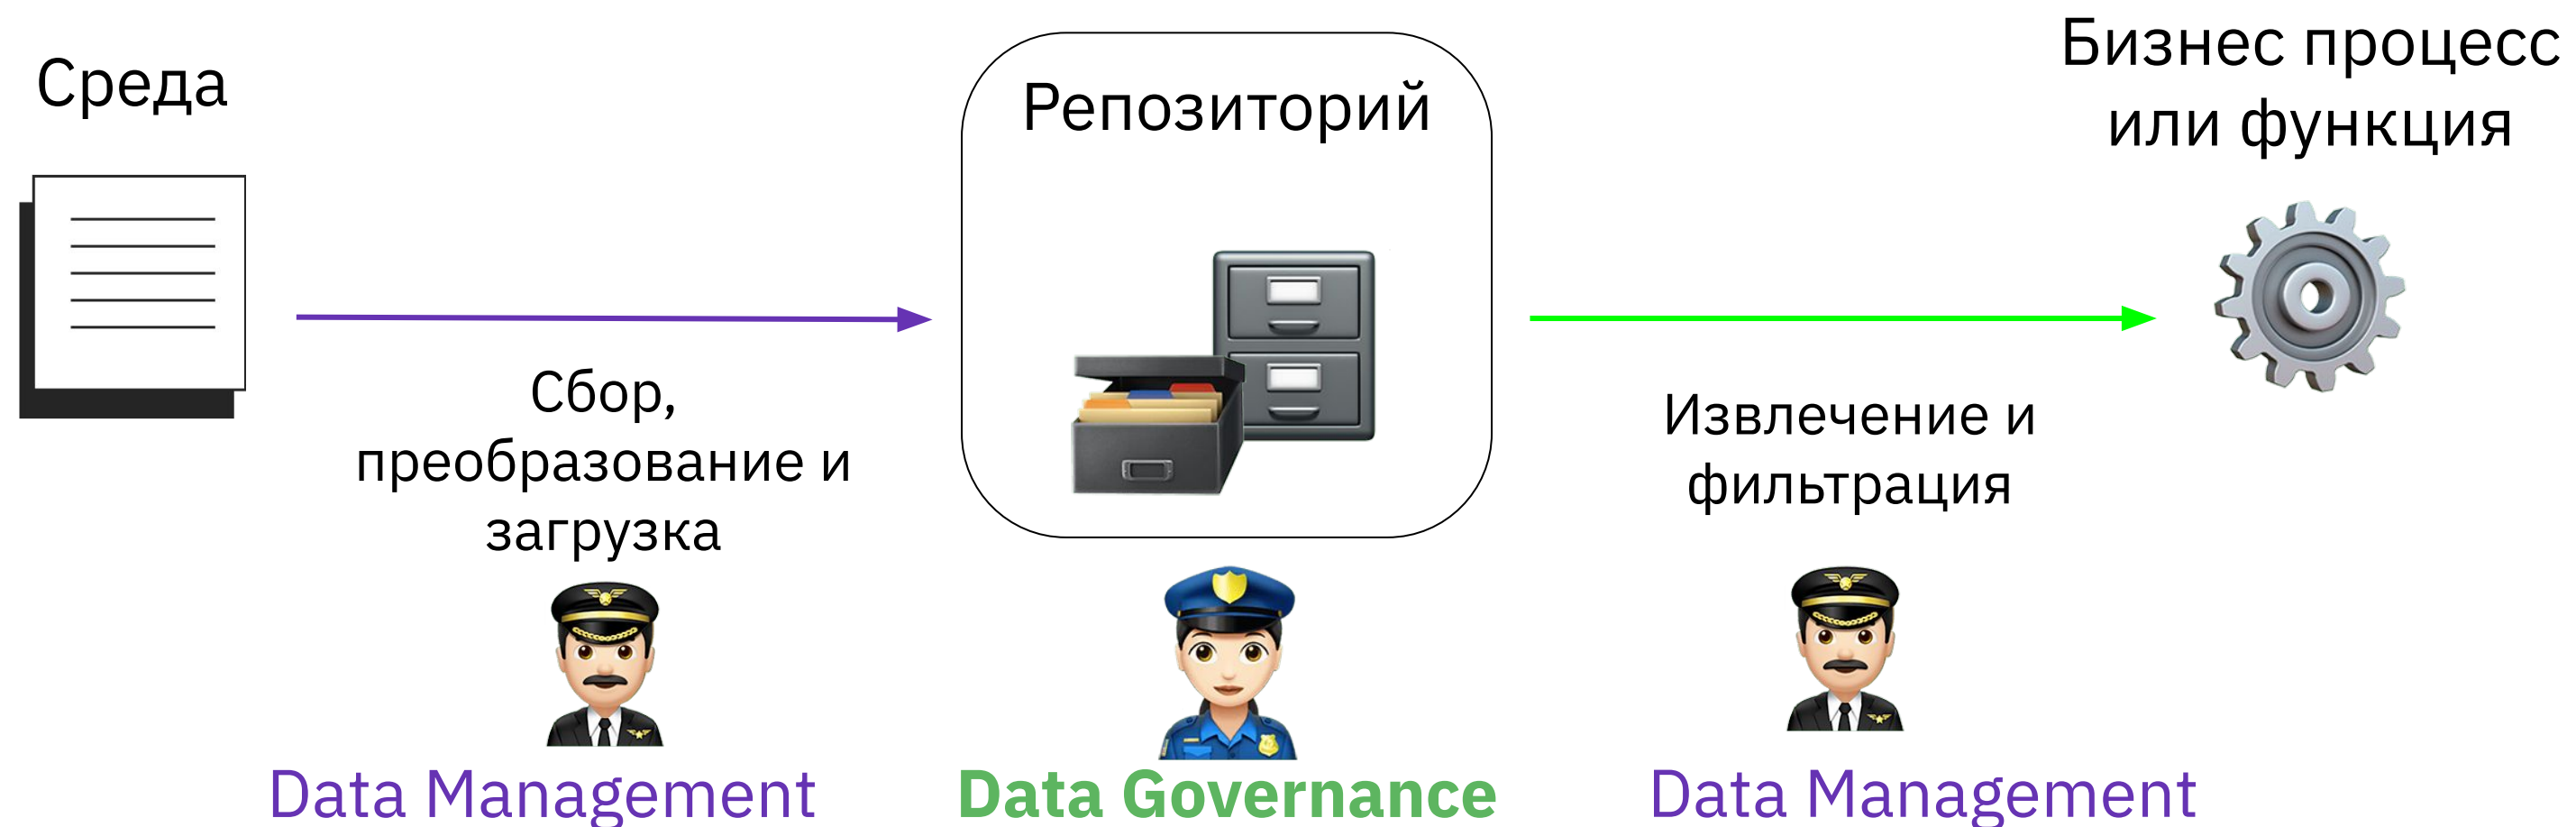 Среда
Репозиторий
Бизнес процесс
или функция
Сбор,
преобразование и
загрузка
Извлечение и
фильтрация
Data Management
Data Governance
Data Management